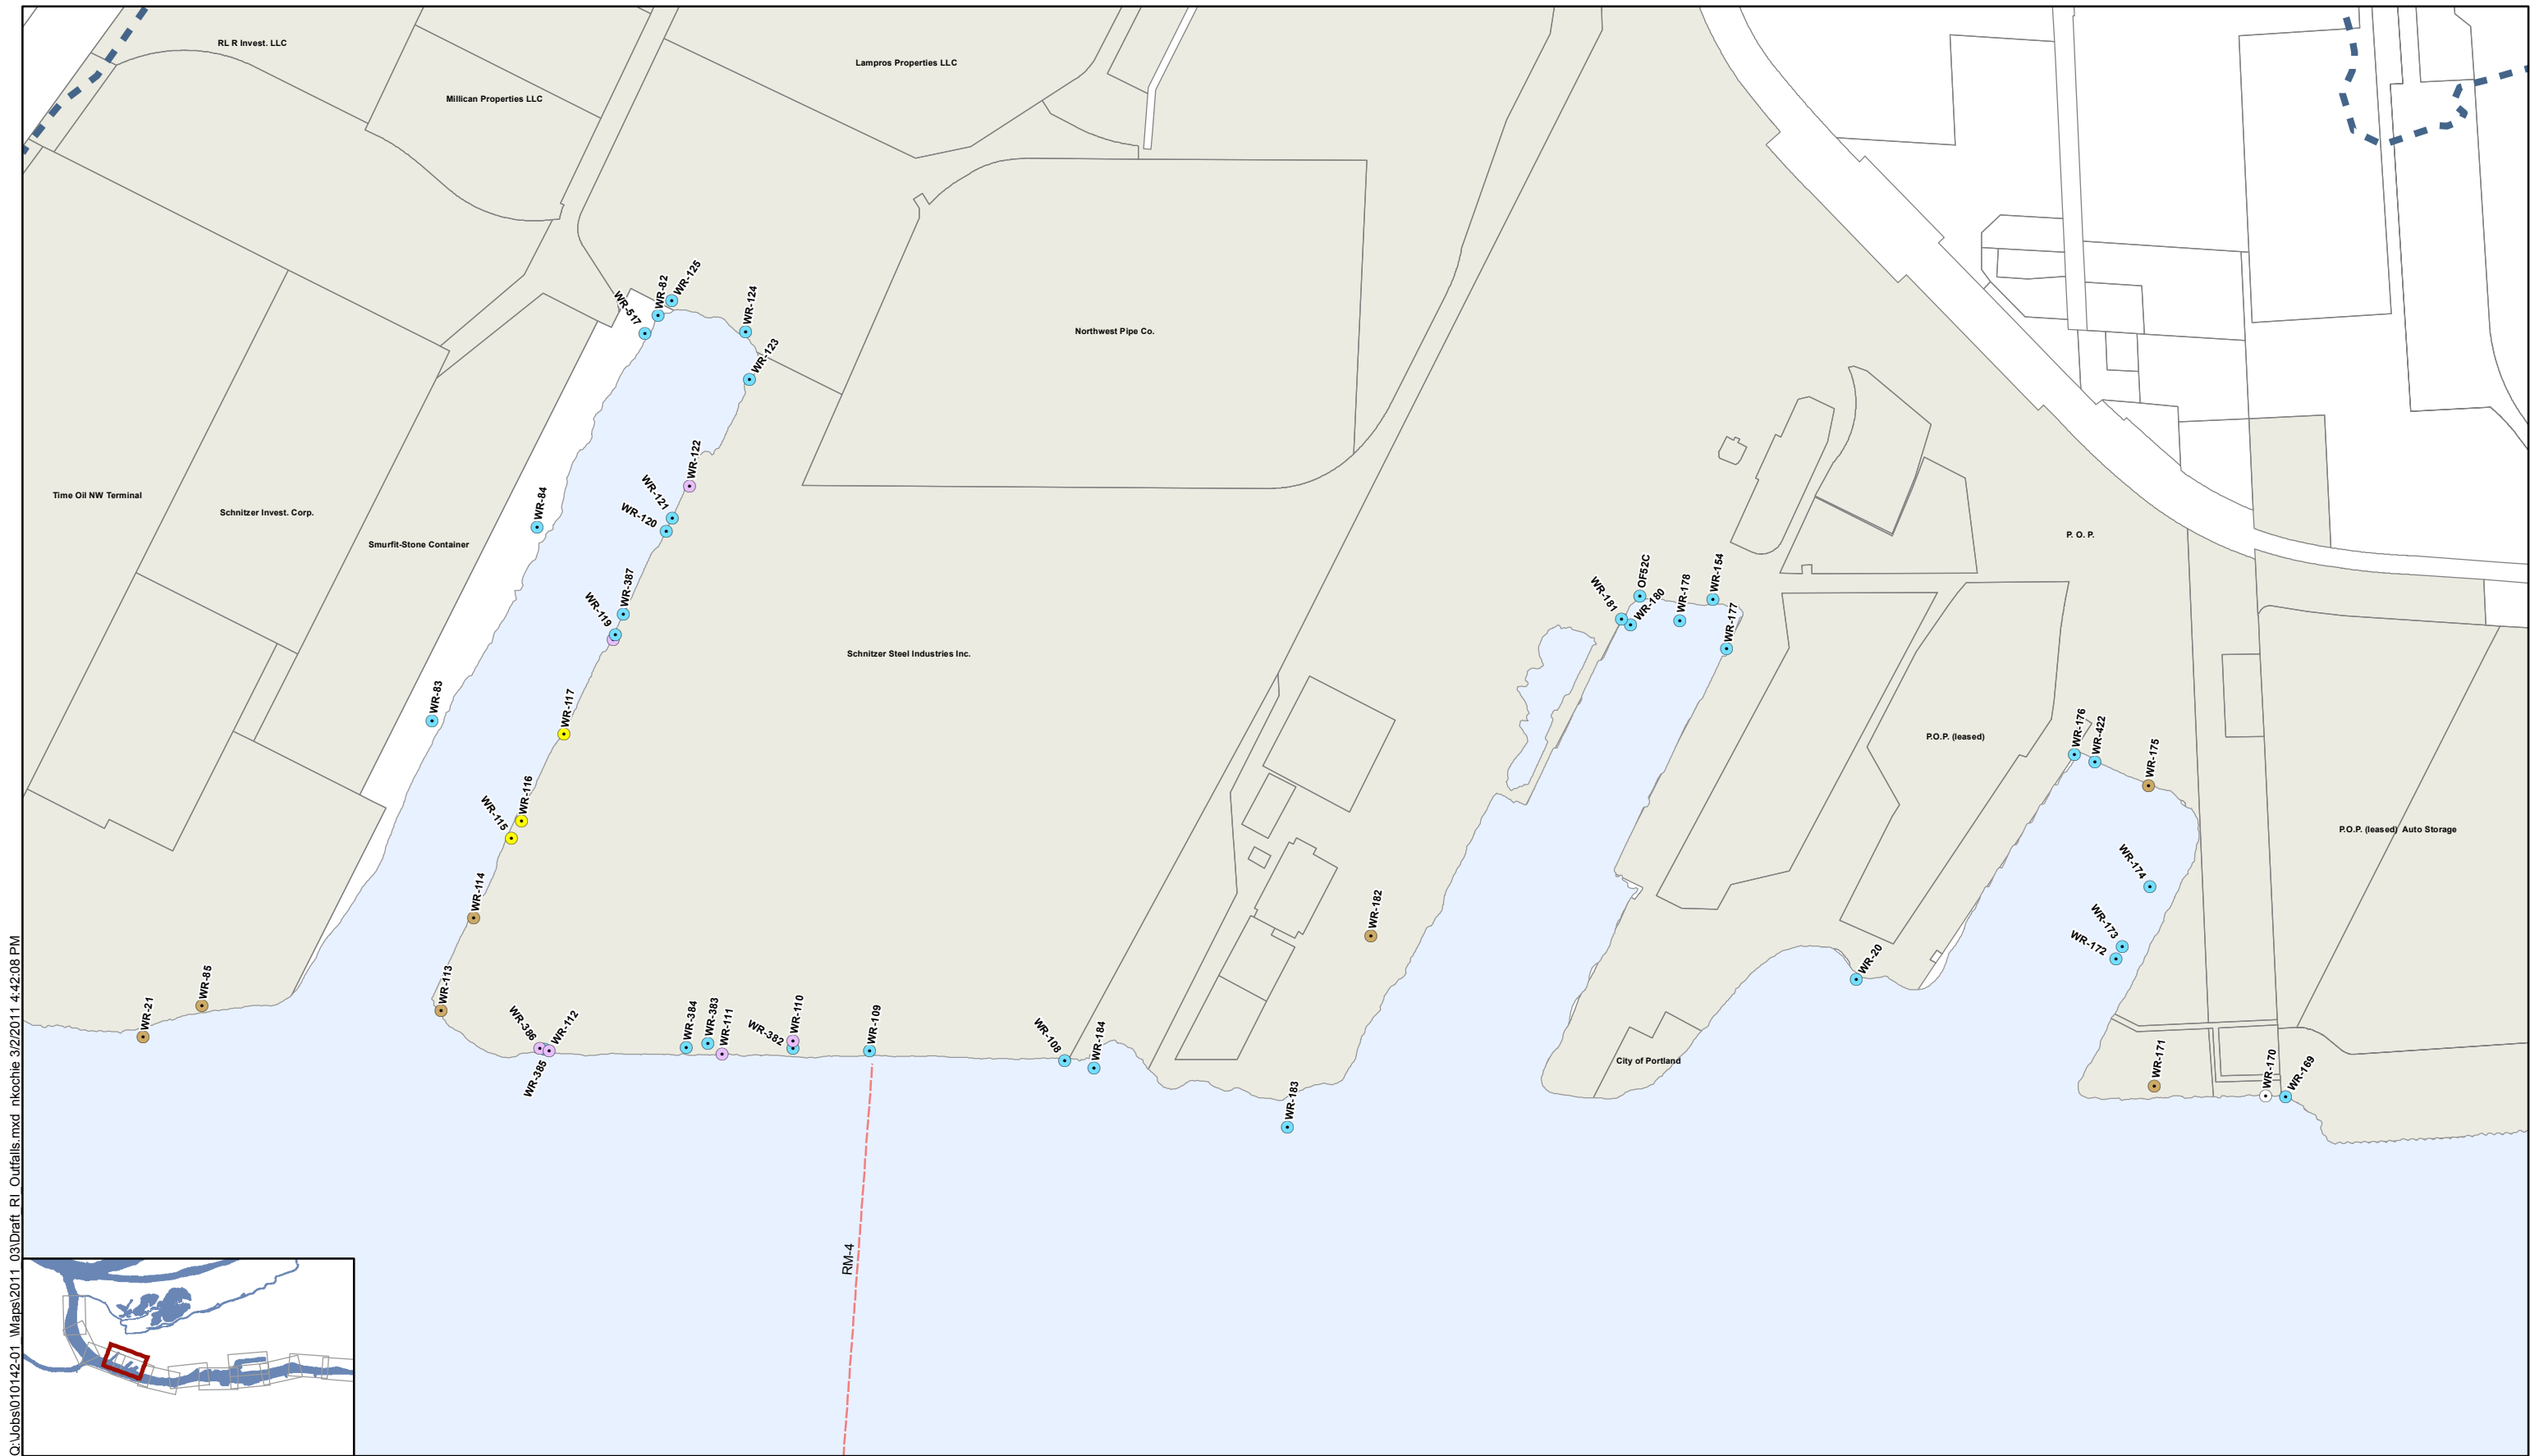 RL R Invest. LLC
Lampros Properties LLC
Millican Properties LLC
WR-125
WR-82
WR-517
WR-124
WR-123
Northwest Pipe Co.
WR-122
WR-121
WR-120
WR-84
Time Oil NW Terminal
Schnitzer Invest. Corp.
Smurfit-Stone Container
P. O. P.
WR-387
WR-119
OF52C
WR-181
WR-180
WR-178
WR-154
WR-177
Schnitzer Steel Industries Inc.
WR-83
WR-117
P.O.P. (leased)
WR-176
WR-422
WR-175
WR-116
WR-115
P.O.P. (leased) Auto Storage
WR-174
WR-114
WR-182
WR-173
WR-172
WR-20
WR-85
WR-21
WR-113
WR-386
WR-112
WR-385
WR-384
WR-383
WR-111
WR-382
WR-110
WR-109
WR-108
WR-184
WR-183
City of Portland
WR-171
WR-170
WR-169
RM-4
Q:\Jobs\010142-01_\Maps\2011_03\Draft_RI_Outfalls.mxd nkochie 3/2/2011 4:42:08 PM